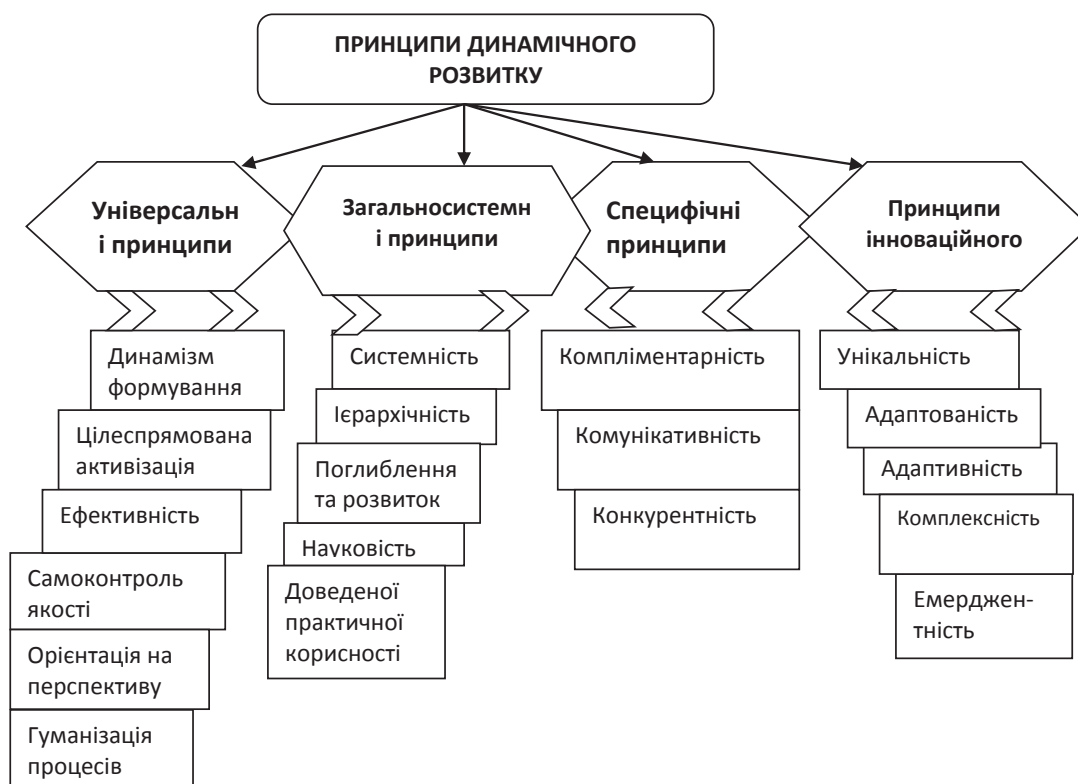 ПРИНЦИПИ ДИНАМІЧНОГО
РОЗВИТКУ
Універсальн
і принципи
Загальносистемн
і принципи
Специфічні
принципи
Принципи
інноваційного
Динамізм
формування
Цілеспрямована
активізація
Ефективність
Самоконтроль
якості
Орієнтація на
перспективу
Гуманізація
процесів
Системність
Ієрархічність
Поглиблення
та розвиток
Науковість
Доведеної
практичної
корисності
Компліментарність
Комунікативність
Конкурентність
Унікальність
Адаптованість
Адаптивність
Комплексність
Емерджен-
тність